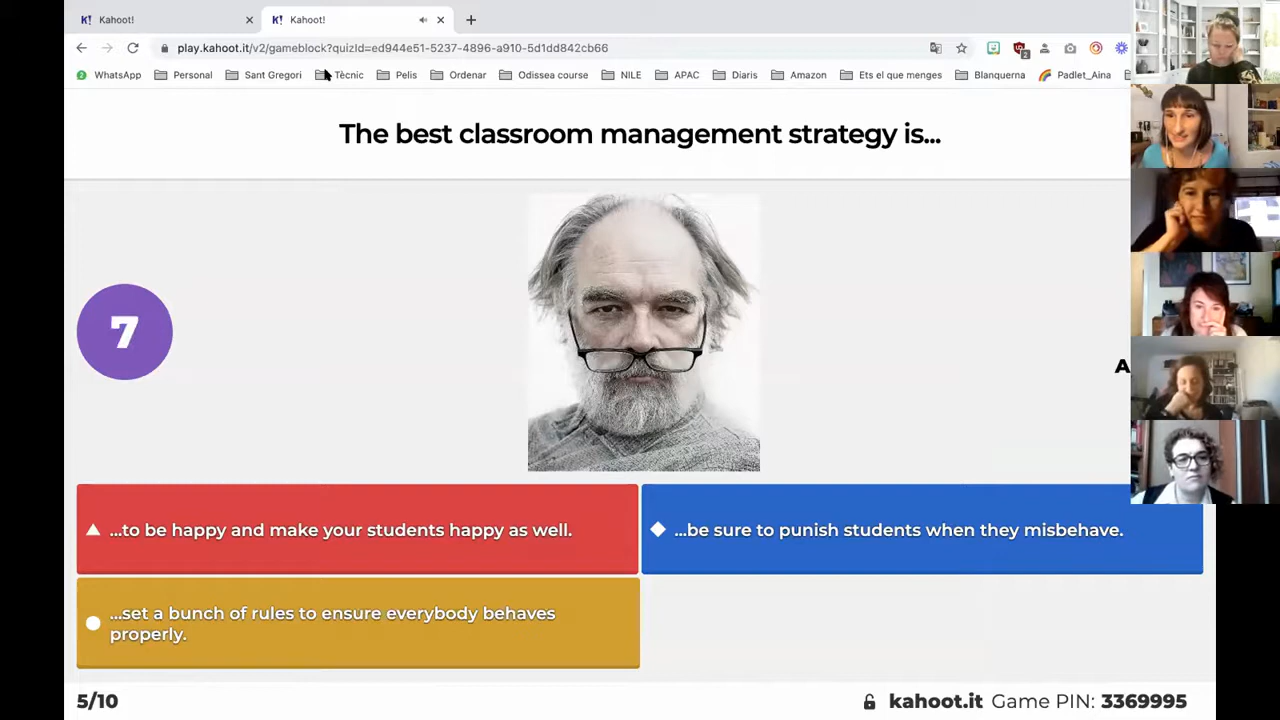 K! Kahoot!
K! Kahoot!
play.kahoot.it/v2/gameblock?quizId=ed944e51-5237-4896-a910-5d1dd842cb66
WhatsApp Personal Sant Gregori Tècnic Pelis Ordenar Odissea course NILE APAC Diaris Amazon Ets el que menges Blanquerna Padlet_Aina
The best classroom management strategy is...
7
A
...to be happy and make your students happy as well.
...be sure to punish students when they misbehave.
...set a bunch of rules to ensure everybody behaves
properly.
5/10
kahoot.it Game PIN: 3369995